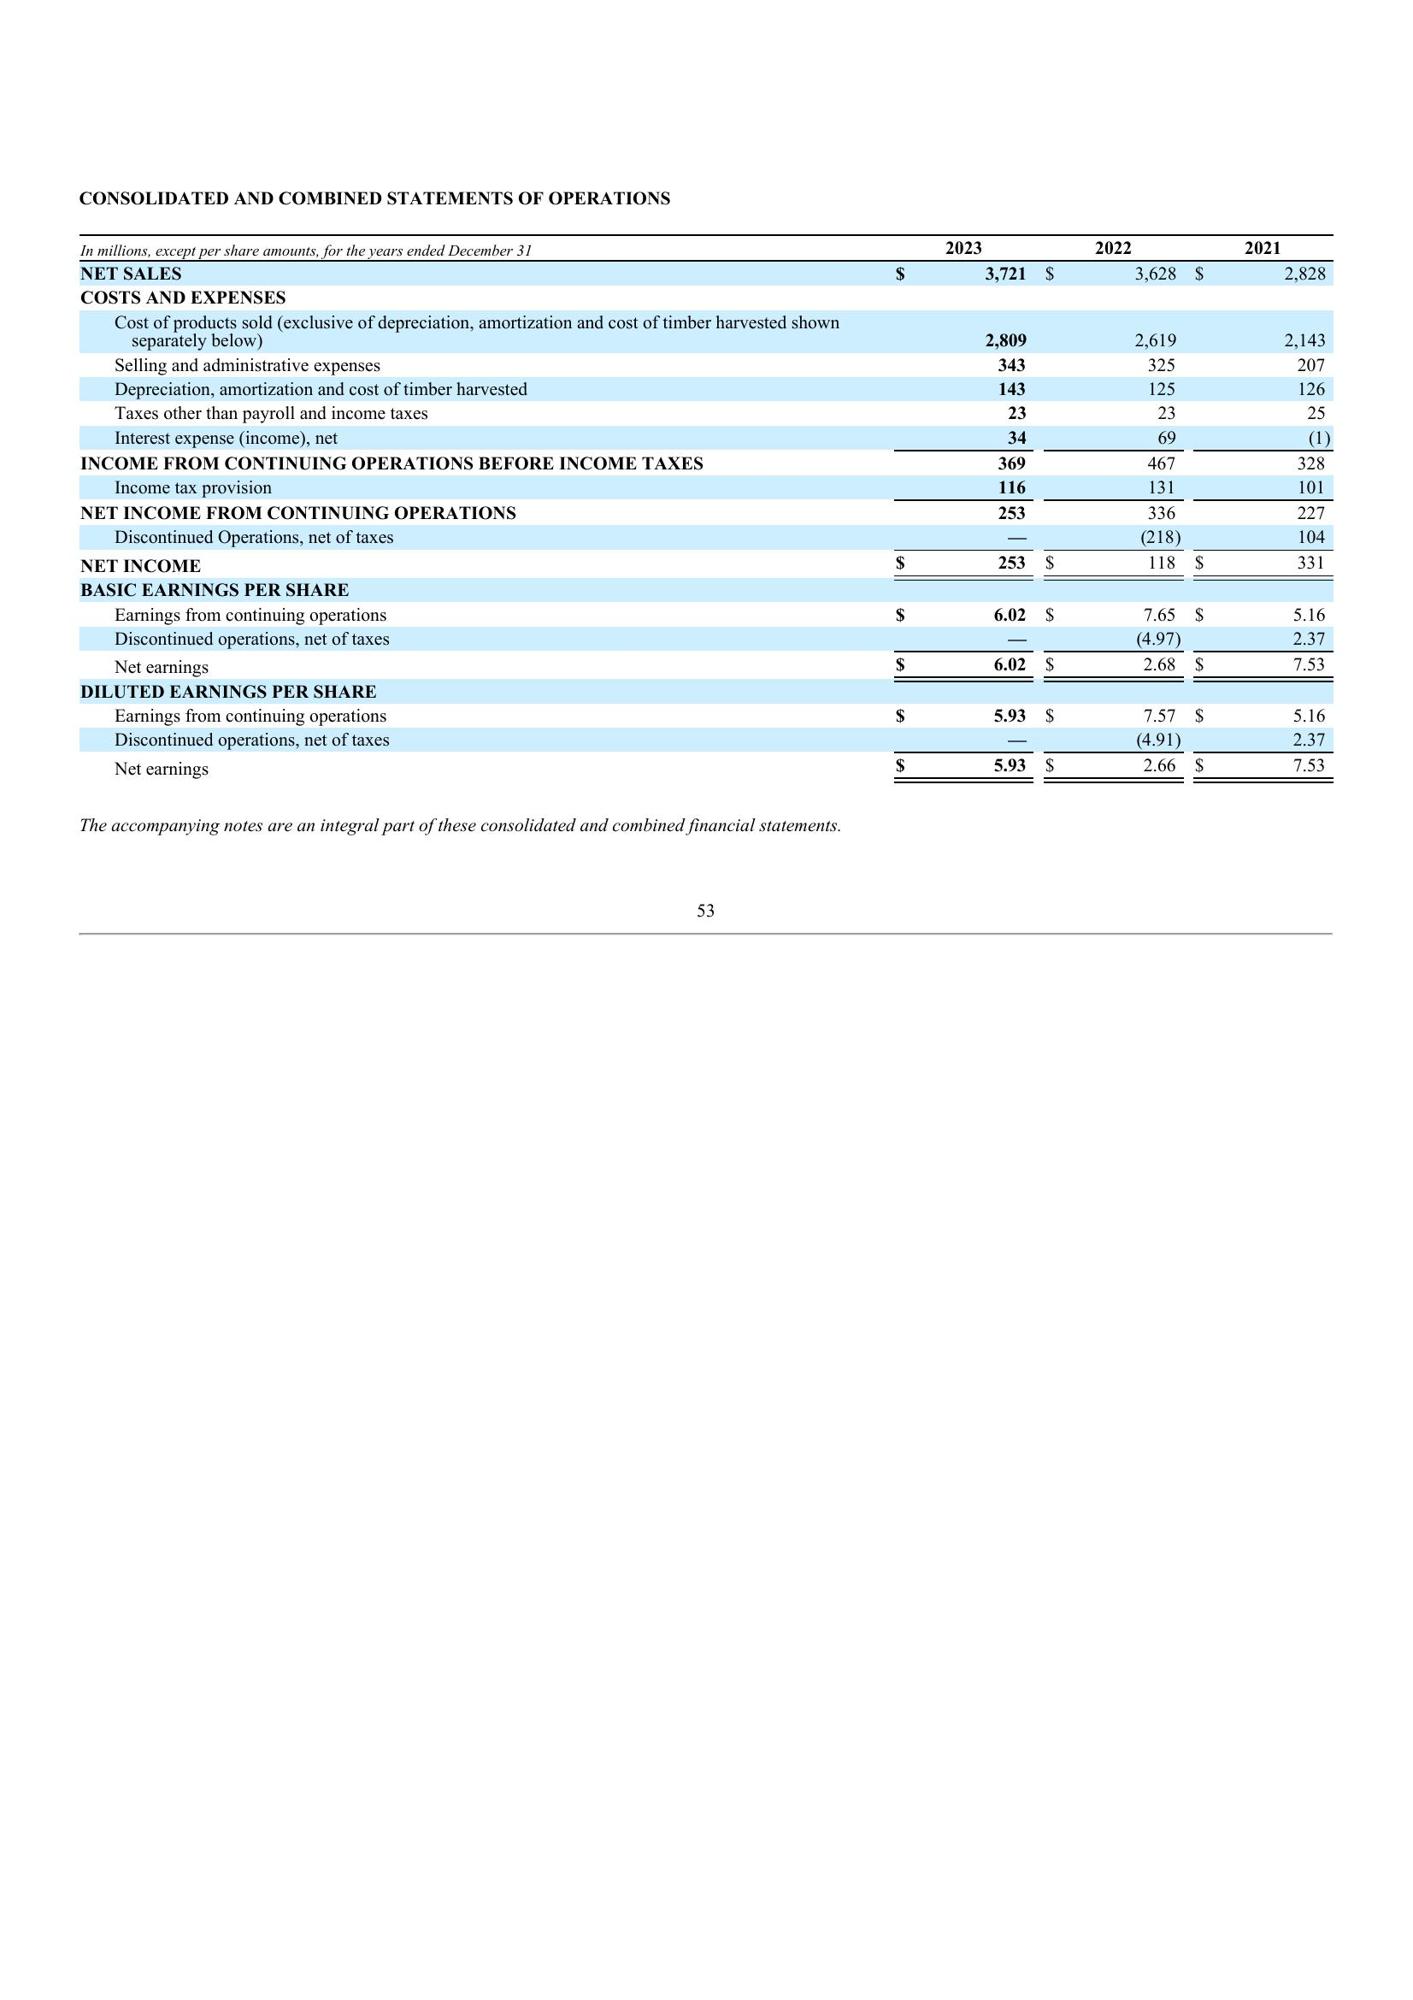 CONSOLIDATED AND COMBINED STATEMENTS OF OPERATIONS
In millions, except per share amounts, for the years ended December 31 2023 2022 2021
NET SALES $ 3,721 $ 3,628 $ 2,828
COSTS AND EXPENSES
Cost of products sold (exclusive of depreciation, amortization and cost of timber harvested shown
separately below) 2,809 2,619 2,143
Selling and administrative expenses 343 325 207
Depreciation, amortization and cost of timber harvested 143 125 126
Taxes other than payroll and income taxes 23 23 25
Interest expense (income), net 34 69 (1)
INCOME FROM CONTINUING OPERATIONS BEFORE INCOME TAXES 369 467 328
Income tax provision 116 131 101
NET INCOME FROM CONTINUING OPERATIONS 253 336 227
Discontinued Operations, net of taxes — (218) 104
NET INCOME $ 253 $ 118 $ 331
BASIC EARNINGS PER SHARE
Earnings from continuing operations $ 6.02 $ 7.65 $ 5.16
Discontinued operations, net of taxes — (4.97) 2.37
Net earnings $ 6.02 $ 2.68 $ 7.53
DILUTED EARNINGS PER SHARE
Earnings from continuing operations $ 5.93 $ 7.57 $ 5.16
Discontinued operations, net of taxes — (4.91) 2.37
Net earnings $ 5.93 $ 2.66 $ 7.53
The accompanying notes are an integral part of these consolidated and combined financial statements.
53